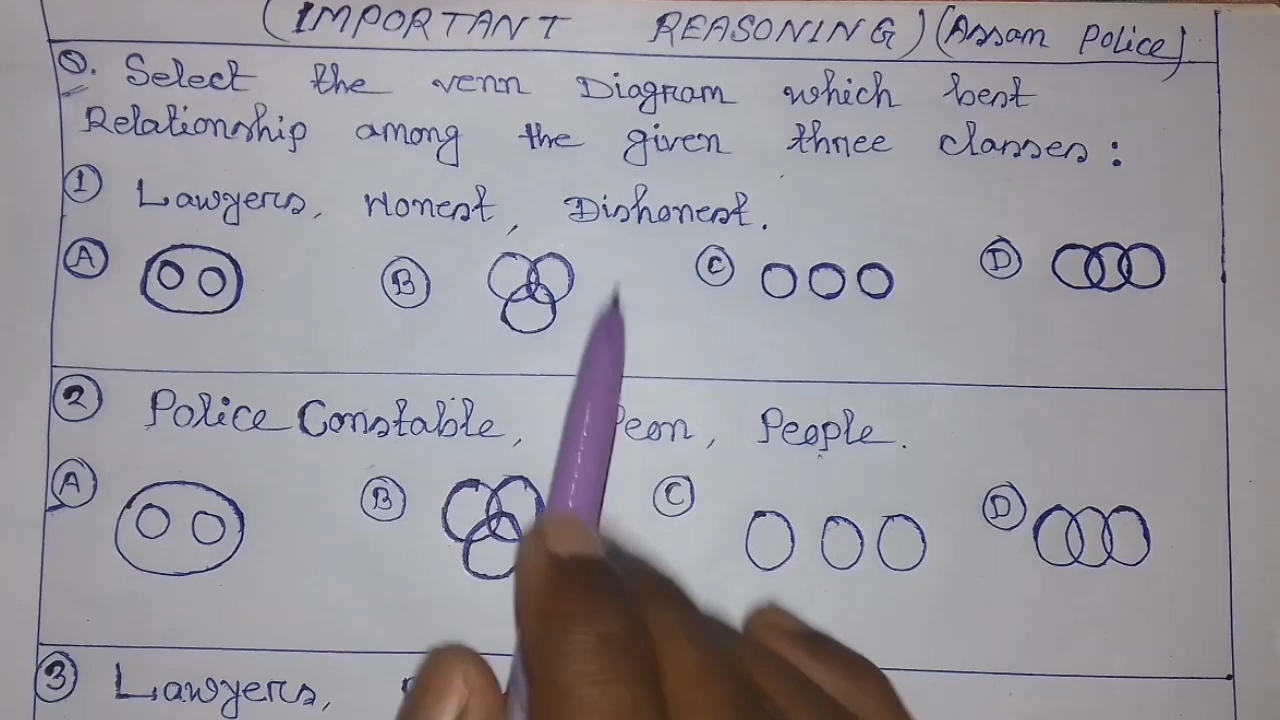 (IMPORTANT REASONING) (Assam Police)
Q. Select the venn Diagram which best
Relationship among the given three classes:
1 Lawyers, Honest, Dishonest.
A B C D
2 Police Constable, Peon, People.
A B C D
3 Lawyers,